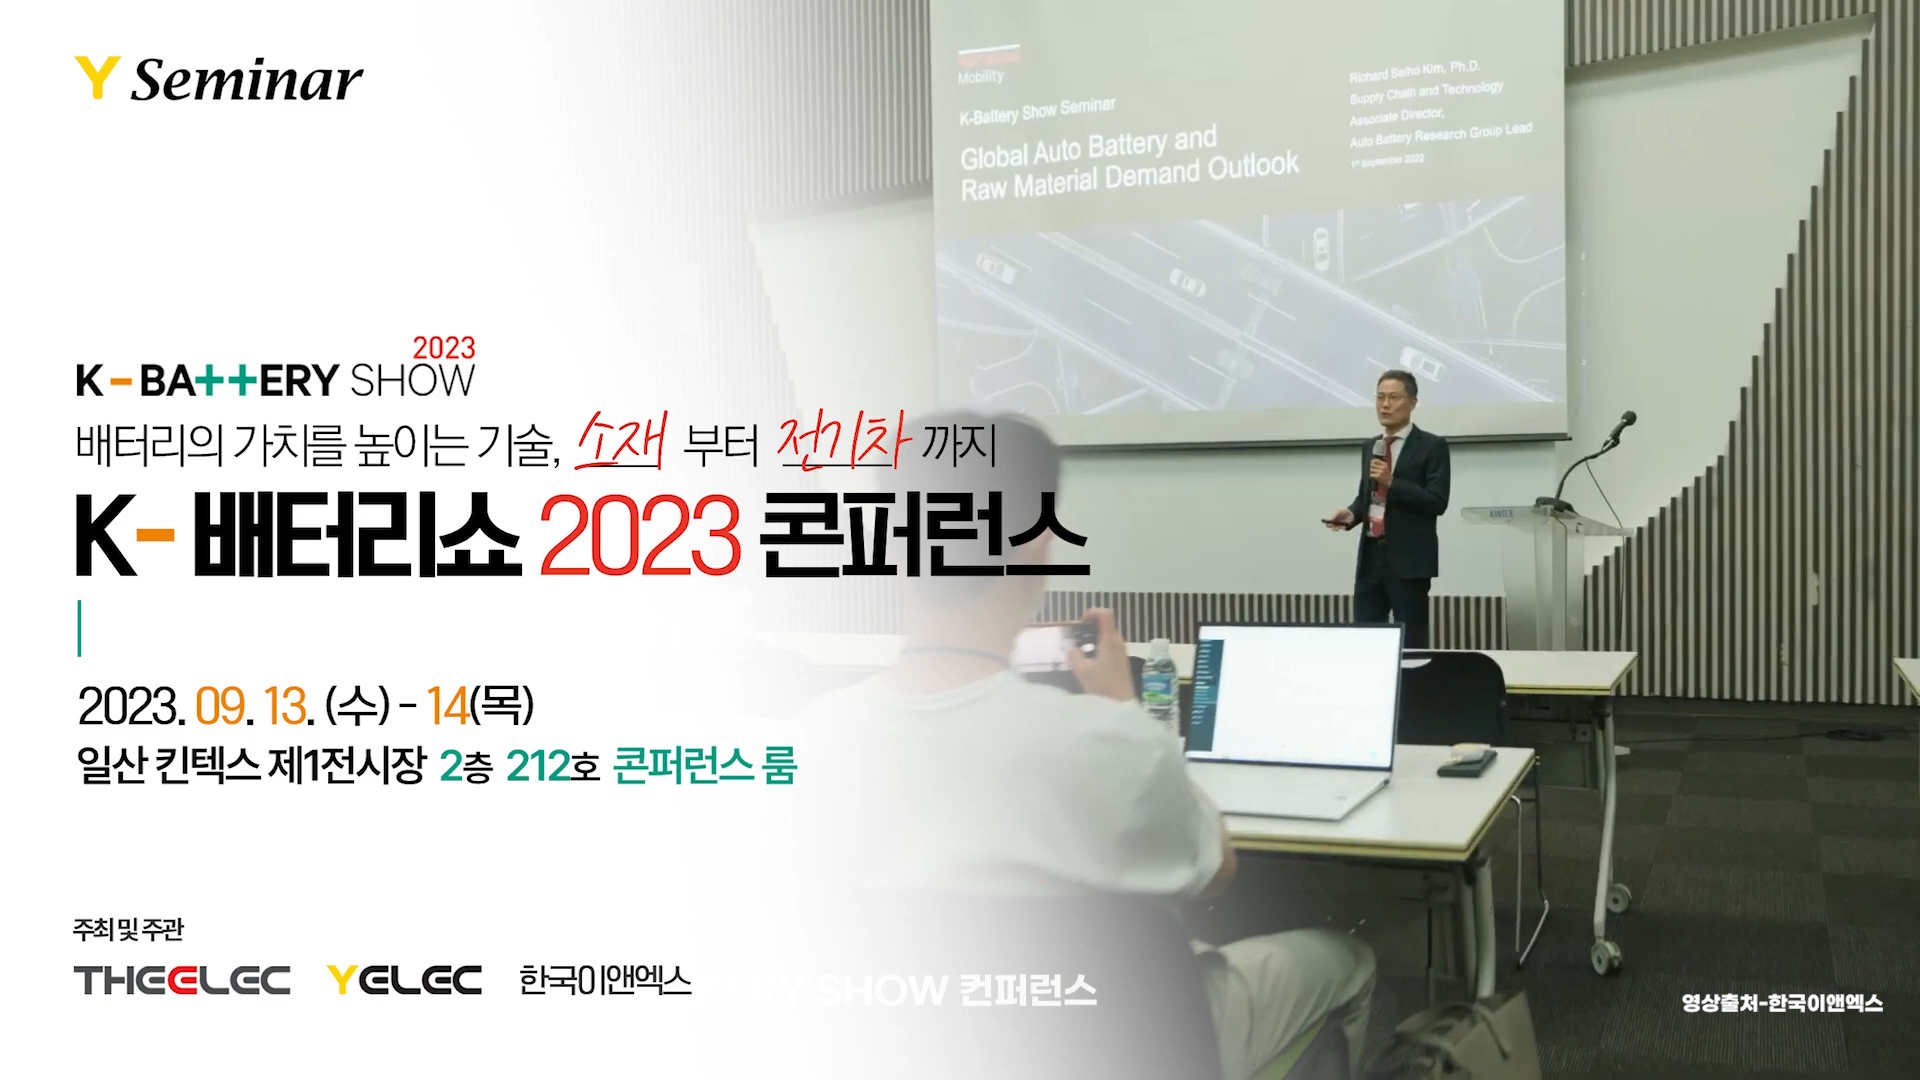 Y Seminar
Mobility
K-Battery Show Seminar
Global Auto Battery and
Raw Material Demand Outlook
Richard Seiho Kim, Ph.D.
Supply Chain and Technology
Associate Director,
Auto Battery Research Group Lead
1st September 2022
2023
K-BA++ERY SHOW
배터리의 가치를 높이는 기술, 소재 부터 전기차 까지
K-배터리쇼 2023 콘퍼런스
2023. 09. 13. (수) - 14(목)
일산 킨텍스 제1전시장 2층 212호 콘퍼런스 룸
KINTEX
주최 및 주관
THEELEC YELEC 한국이앤엑스
ERY SHOW 컨퍼런스
영상출처-한국이앤엑스